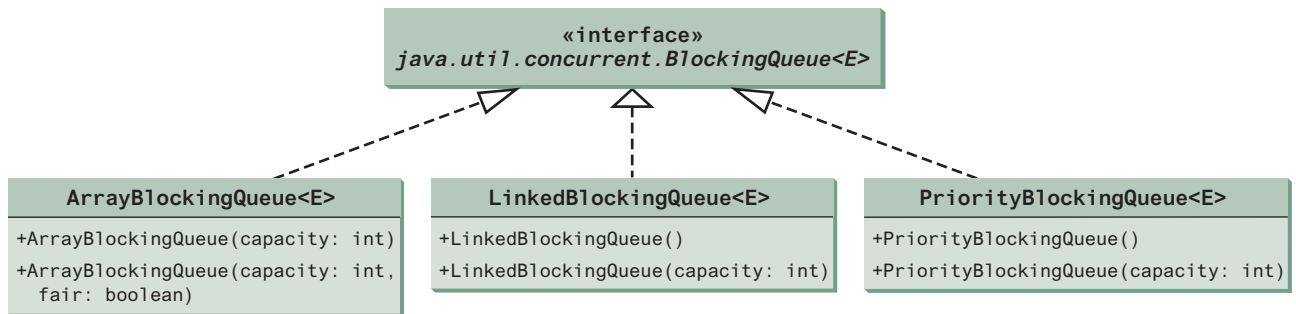 «interface»
java.util.concurrent.BlockingQueue<E>
ArrayBlockingQueue<E>
+ArrayBlockingQueue(capacity: int)
+ArrayBlockingQueue(capacity: int,
fair: boolean)
LinkedBlockingQueue<E>
+LinkedBlockingQueue()
+LinkedBlockingQueue(capacity: int)
PriorityBlockingQueue<E>
+PriorityBlockingQueue()
+PriorityBlockingQueue(capacity: int)